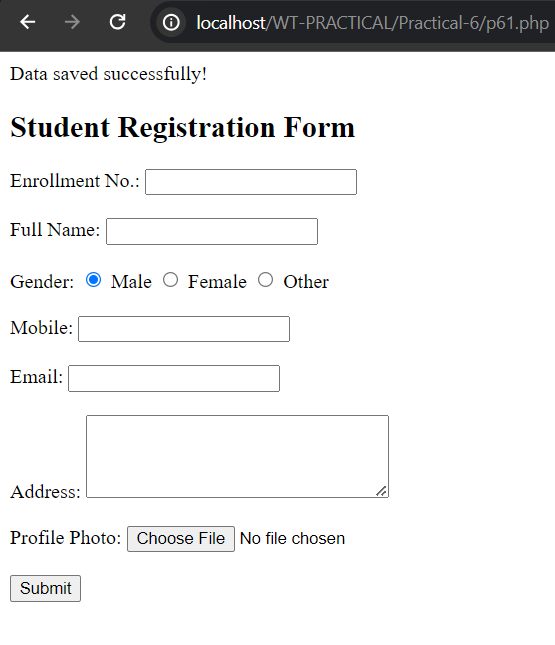 localhost/WT-PRACTICAL/Practical-6/p61.php
Data saved successfully!
Student Registration Form
Enrollment No.:
Full Name:
Gender: Male Female Other
Mobile:
Email:
Address:
Profile Photo: Choose File No file chosen
Submit